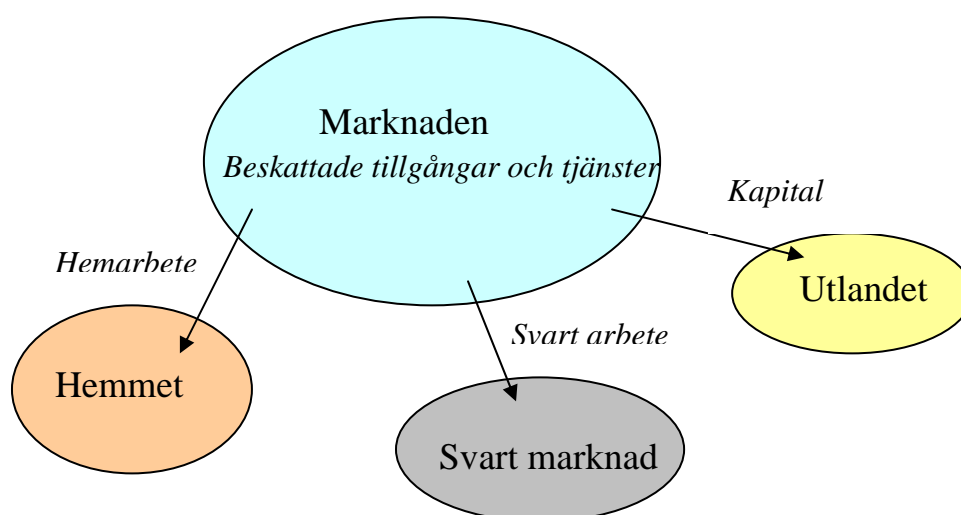 Marknaden
Beskattade tillgångar och tjänster
Kapital
Hemarbete
Utlandet
Svart arbete
Hemmet
Svart marknad